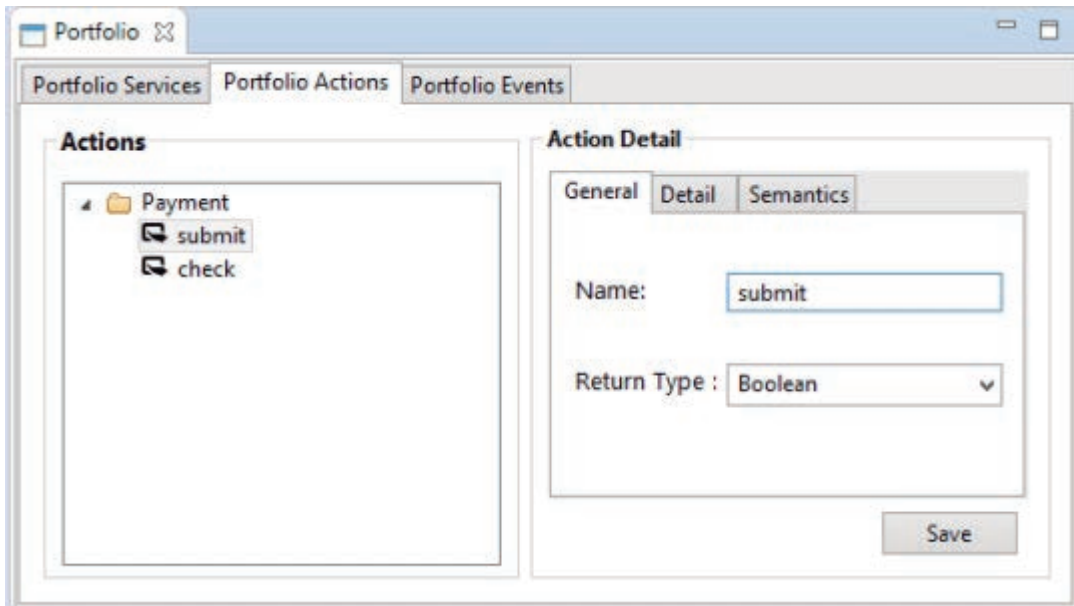 Portfolio
Portfolio Services Portfolio Actions Portfolio Events
Actions
Payment
submit
check
Action Detail
General Detail Semantics
Name: submit
Return Type : Boolean
Save